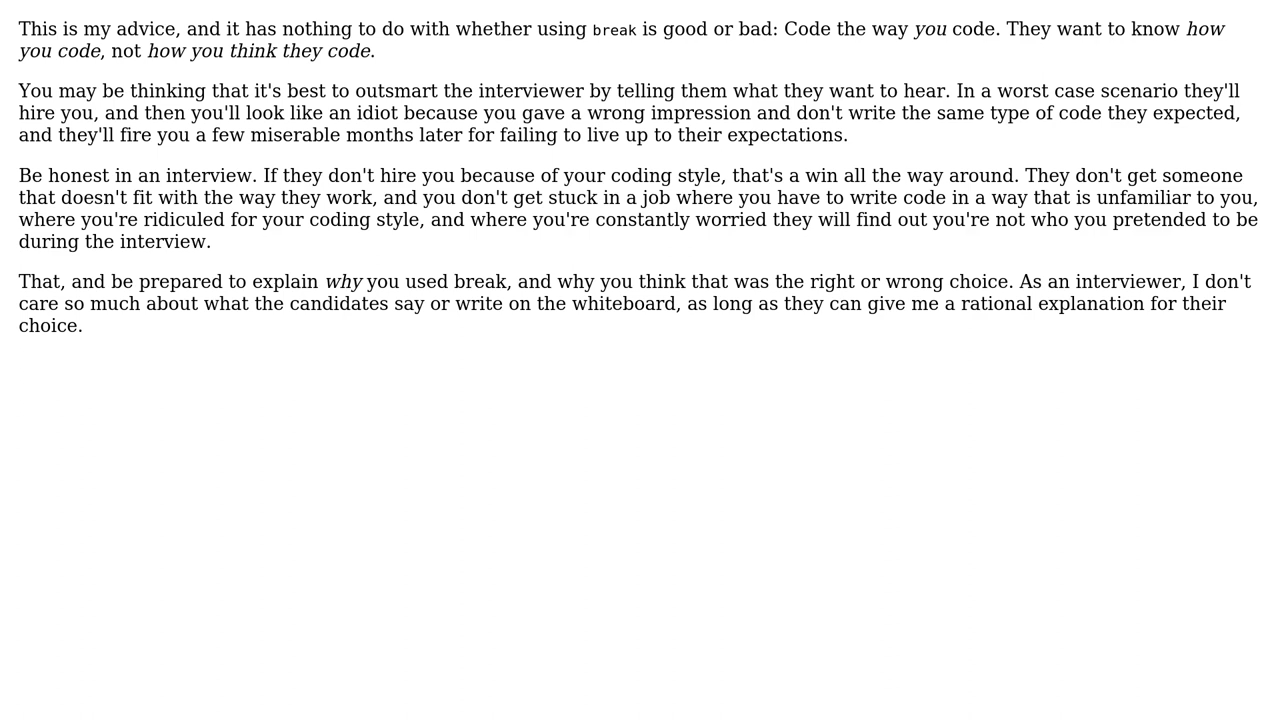 This is my advice, and it has nothing to do with whether using break is good or bad: Code the way you code. They want to know how
you code, not how you think they code.
You may be thinking that it's best to outsmart the interviewer by telling them what they want to hear. In a worst case scenario they'll
hire you, and then you'll look like an idiot because you gave a wrong impression and don't write the same type of code they expected,
and they'll fire you a few miserable months later for failing to live up to their expectations.
Be honest in an interview. If they don't hire you because of your coding style, that's a win all the way around. They don't get someone
that doesn't fit with the way they work, and you don't get stuck in a job where you have to write code in a way that is unfamiliar to you,
where you're ridiculed for your coding style, and where you're constantly worried they will find out you're not who you pretended to be
during the interview.
That, and be prepared to explain why you used break, and why you think that was the right or wrong choice. As an interviewer, I don't
care so much about what the candidates say or write on the whiteboard, as long as they can give me a rational explanation for their
choice.